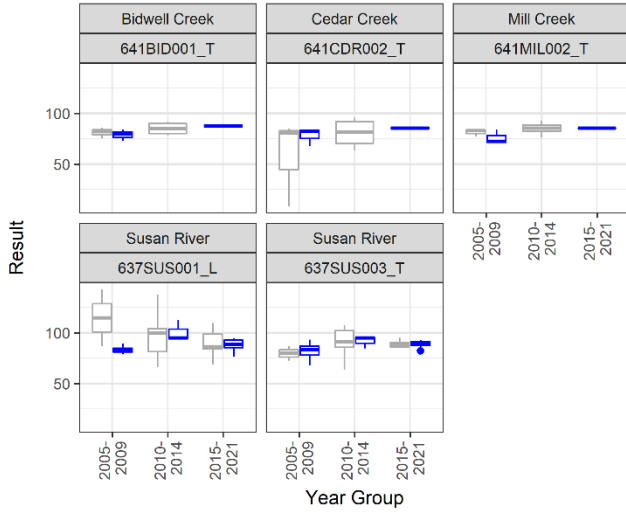 Bidwell Creek
Cedar Creek
Mill Creek
641BID001_T
641CDR002_T
641MIL002_T
100
50
2005-
2009
2010-
2014
2015-
2021
Result
Susan River
Susan River
637SUS001_L
637SUS003_T
100
50
2005-
2009
2010-
2014
2015-
2021
2005-
2009
2010-
2014
2015-
2021
Year Group